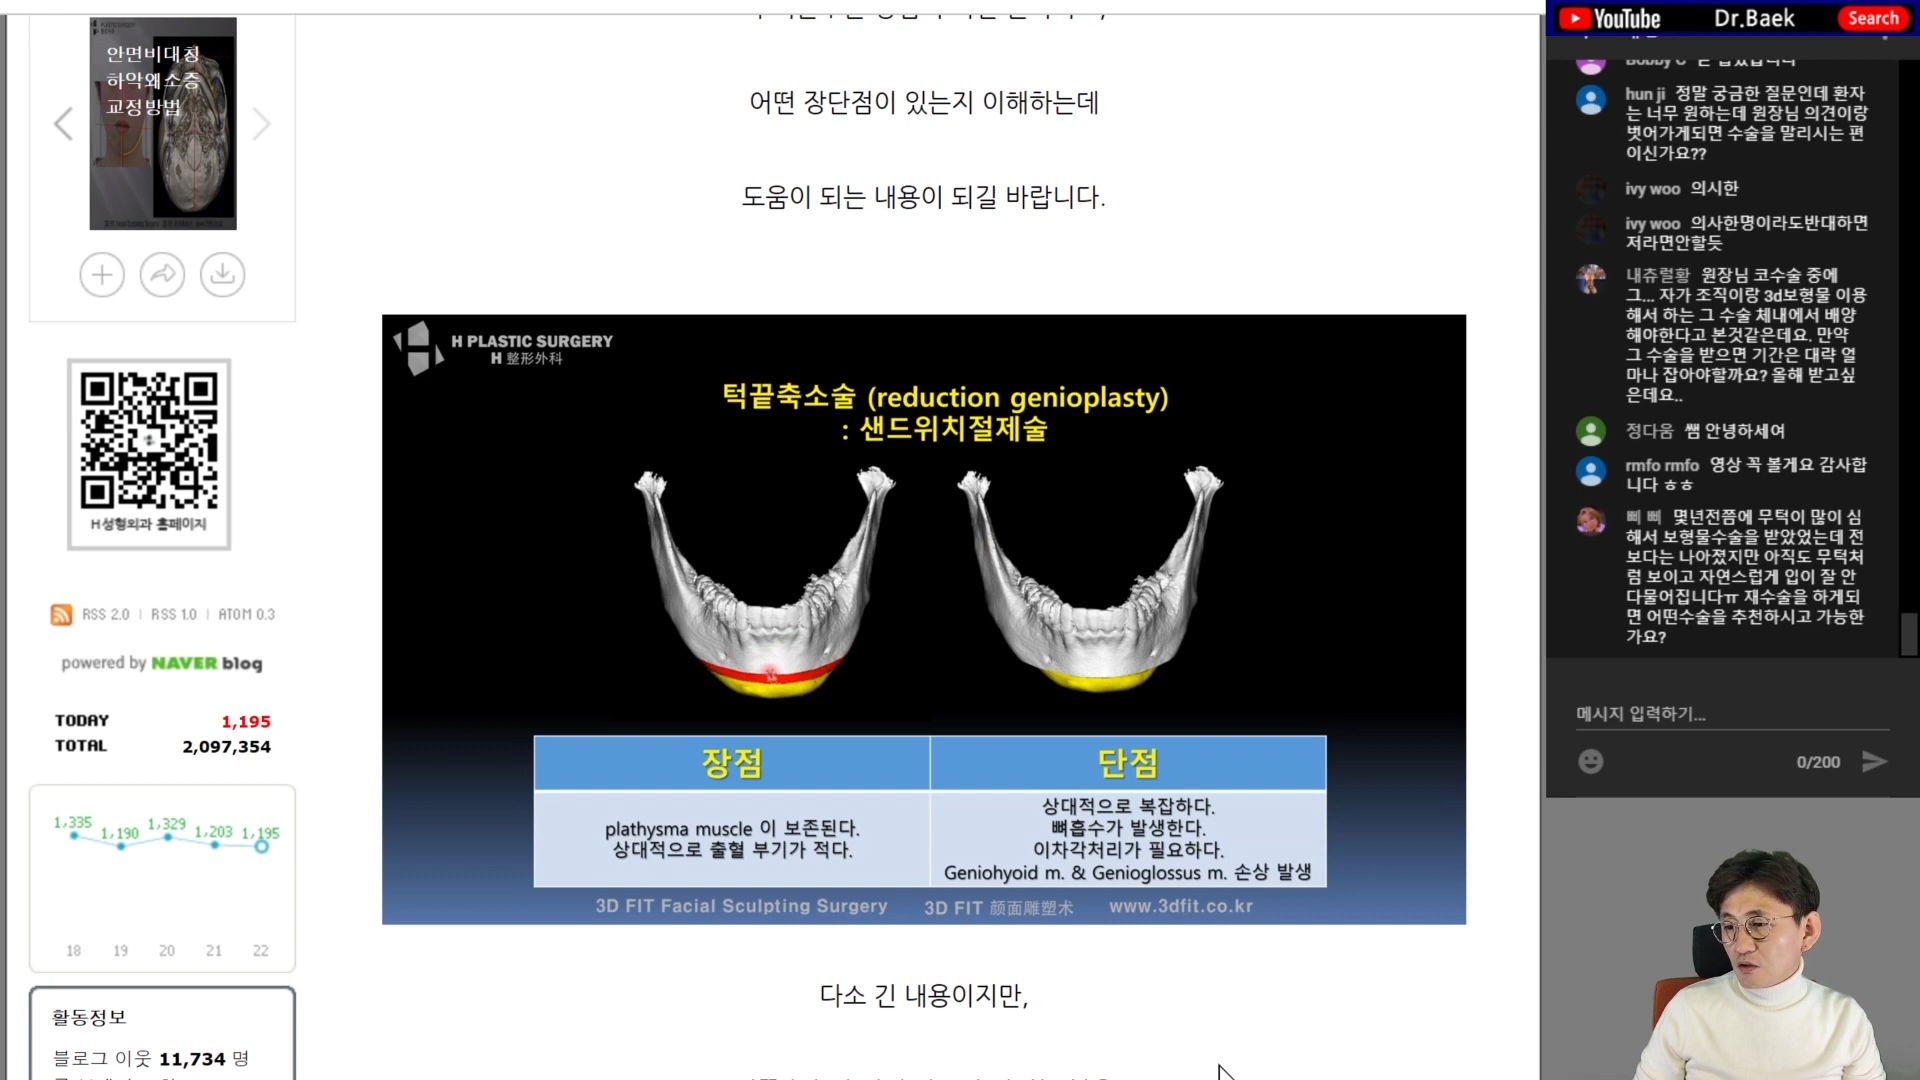 안면비대칭
하악왜소증
교정방법
H성형외과 홈페이지
RSS 2.0 | RSS 1.0 | ATOM 0.3
powered by NAVER blog
TODAY 1,195
TOTAL 2,097,354
1,335 1,190 1,329 1,203 1,195
18 19 20 21 22
활동정보
블로그 이웃 11,734 명
어떤 장단점이 있는지 이해하는데
도움이 되는 내용이 되길 바랍니다.
H PLASTIC SURGERY
H 整形外科
턱끝축소술 (reduction genioplasty)
: 샌드위치절제술
장점
단점
plathysma muscle 이 보존된다.
상대적으로 출혈 부기가 적다.
상대적으로 복잡하다.
뼈흡수가 발생한다.
이차각처리가 필요하다.
Geniohyoid m. & Genioglossus m. 손상 발생
3D FIT Facial Sculpting Surgery 3D FIT 颜面雕塑术 www.3dfit.co.kr
다소 긴 내용이지만,
YouTube Dr.Baek Search
hun ji 정말 궁금한 질문인데 환자
는 너무 원하는데 원장님 의견이랑
벗어가게되면 수술을 말리시는 편
이신가요??
ivy woo 의시한
ivy woo 의사한명이라도반대하면
저라면안할듯
내츄럴황 원장님 코수술 중에
그... 자가 조직이랑 3d보형물 이용
해서 하는 그 수술 체내에서 배양
해야한다고 본것같은데요. 만약
그 수술을 받으면 기간은 대략 얼
마나 잡아야할까요? 올해 받고싶
은데요..
정다움 쌤 안녕하세여
rmfo rmfo 영상 꼭 볼게요 감사합
니다 ㅎㅎ
삐 삐 몇년전쯤에 무턱이 많이 심
해서 보형물수술을 받았었는데 전
보다는 나아졌지만 아직도 무턱처
럼 보이고 자연스럽게 입이 잘 안
다물어집니다ㅠ 재수술을 하게되
면 어떤수술을 추천하시고 가능한
가요?
메시지 입력하기...
0/200